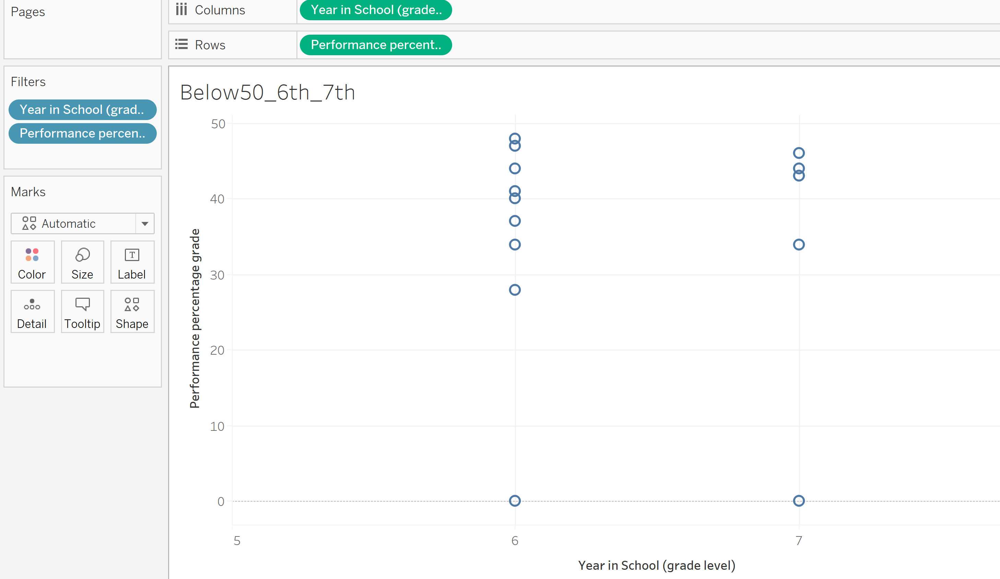 Pages
Columns
Year in School (grade..
Rows
Performance percent..
Filters
Year in School (grad..
Performance percen..
Marks
Automatic
Color
Size
Label
Detail
Tooltip
Shape
Below50_6th_7th
Performance percentage grade
50
40
30
20
10
0
5
6
7
Year in School (grade level)